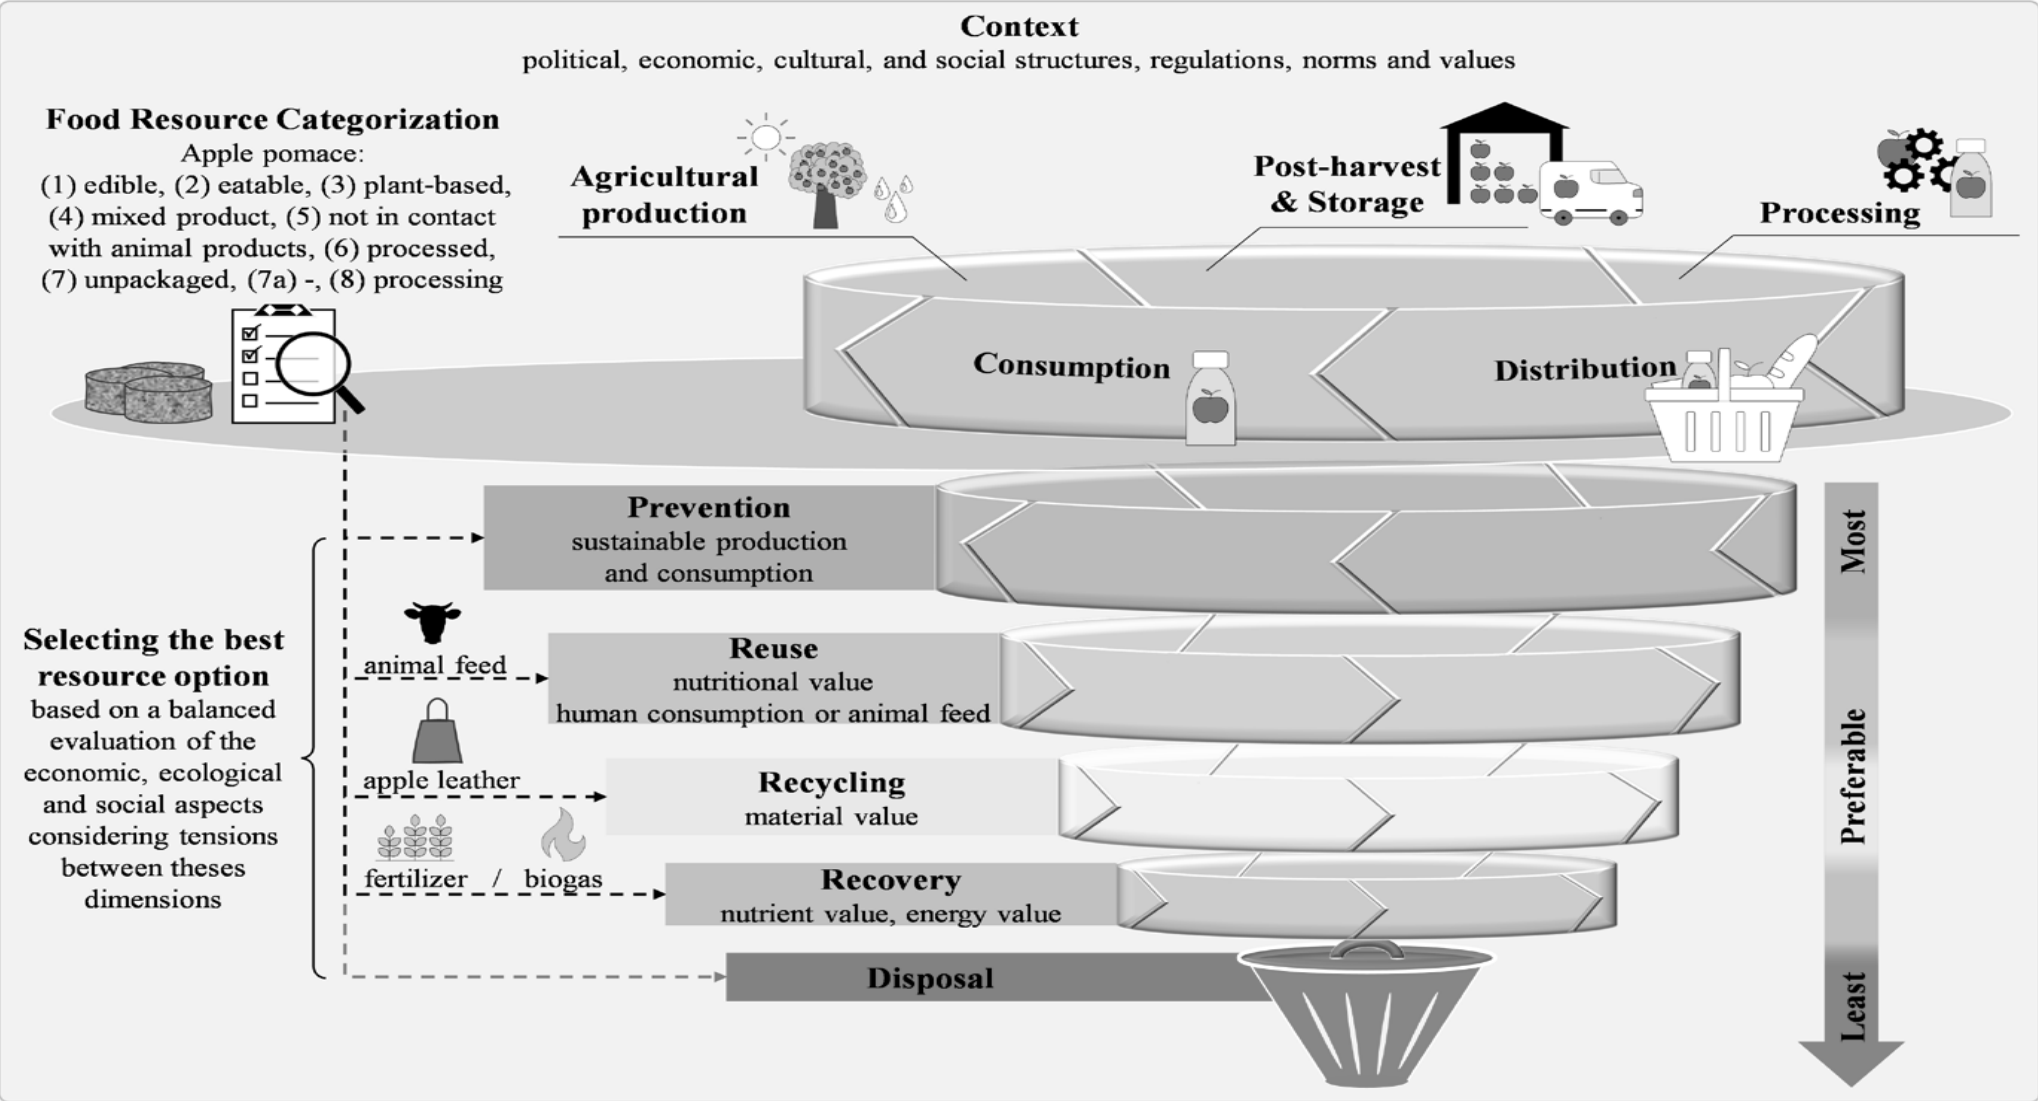 Context
political, economic, cultural, and social structures, regulations, norms and values
Food Resource Categorization
Apple pomace:
(1) edible, (2) eatable, (3) plant-based,
(4) mixed product, (5) not in contact
with animal products, (6) processed,
(7) unpackaged, (7a) -, (8) processing
Agricultural
production
Post-harvest
& Storage
Processing
Consumption
Distribution
Prevention
sustainable production
and consumption
Selecting the best
resource option
based on a balanced
evaluation of the
economic, ecological
and social aspects
considering tensions
between theses
dimensions
animal feed
Reuse
nutritional value
human consumption or animal feed
apple leather
Recycling
material value
fertilizer / biogas
Recovery
nutrient value, energy value
Disposal
Most
Preferable
Least